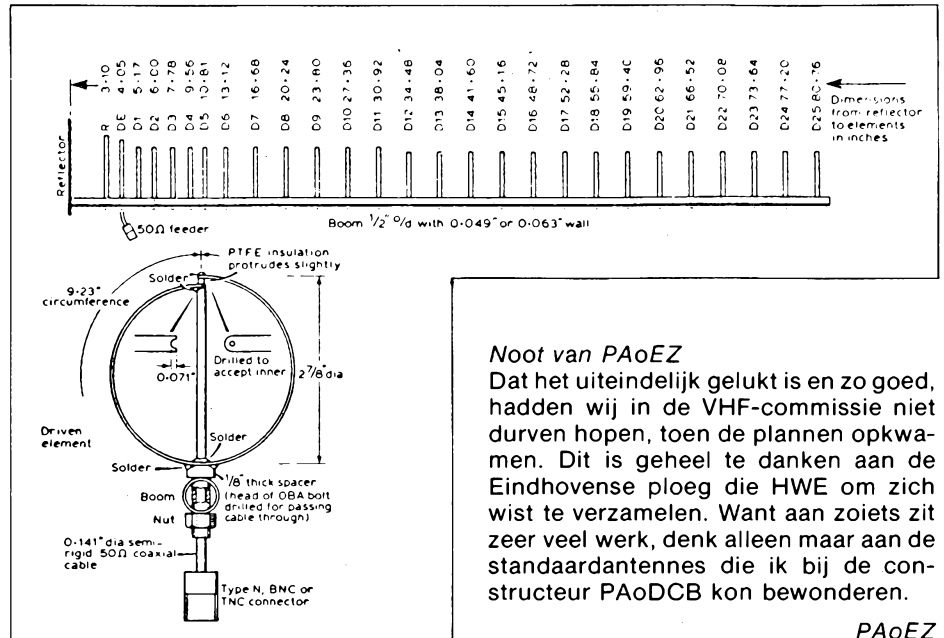 Reflector
R 3·10
DE 4·05
D1 5·17
D2 6·00
D3 7·78
D4 9·56
D5 10·81
D6 13·12
D7 16·68
D8 20·24
D9 23·80
D10 27·36
D11 30·92
D12 34·48
D13 38·04
D14 41·60
D15 45·16
D16 48·72
D17 52·28
D18 55·84
D19 59·40
D20 62·96
D21 66·52
D22 70·08
D23 73·64
D24 77·20
D25 80·76
Dimensions
from reflector
to elements
in inches
50Ω feeder
Boom 1/2" o/d with 0·049" or 0·063" wall
PTFE insulation
protrudes slightly
Solder
9·23"
circumference
0·071"
Drilled to
accept inner
2 7/8" dia
Driven
element
Solder
Solder
1/8" thick spacer
(head of OBA bolt
drilled for passing
cable through)
Boom
Nut
0·141" dia semi-
rigid 50Ω coaxial
cable
Type N, BNC or
TNC connector
Noot van PAoEZ
Dat het uiteindelijk gelukt is en zo goed,
hadden wij in de VHF-commissie niet
durven hopen, toen de plannen opkwa-
men. Dit is geheel te danken aan de
Eindhovense ploeg die HWE om zich
wist te verzamelen. Want aan zoiets zit
zeer veel werk, denk alleen maar aan de
standaardantennes die ik bij de con-
structeur PAoDCB kon bewonderen.
PAoEZ